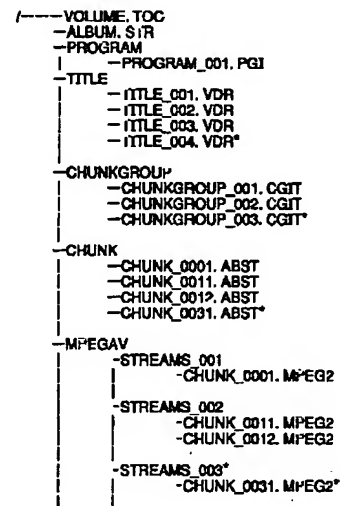 /----VOLUME.TOC
-ALBUM.STR
-PROGRAM
-PROGRAM_001.PGI
-TITLE
-TITLE_001.VDR
-TITLE_002.VDR
-TITLE_003.VDR
-TITLE_004.VDR*
-CHUNKGROUP
-CHUNKGROUP_001.CGIT
-CHUNKGROUP_002.CGIT
-CHUNKGROUP_003.CGIT*
-CHUNK
-CHUNK_0001.ABST
-CHUNK_0011.ABST
-CHUNK_0012.ABST
-CHUNK_0031.ABST*
-MPEGAV
-STREAMS_001
-CHUNK_0001.MPEG2
-STREAMS_002
-CHUNK_0011.MPEG2
-CHUNK_0012.MPEG2
-STREAMS_003*
-CHUNK_0031.MPEG2*